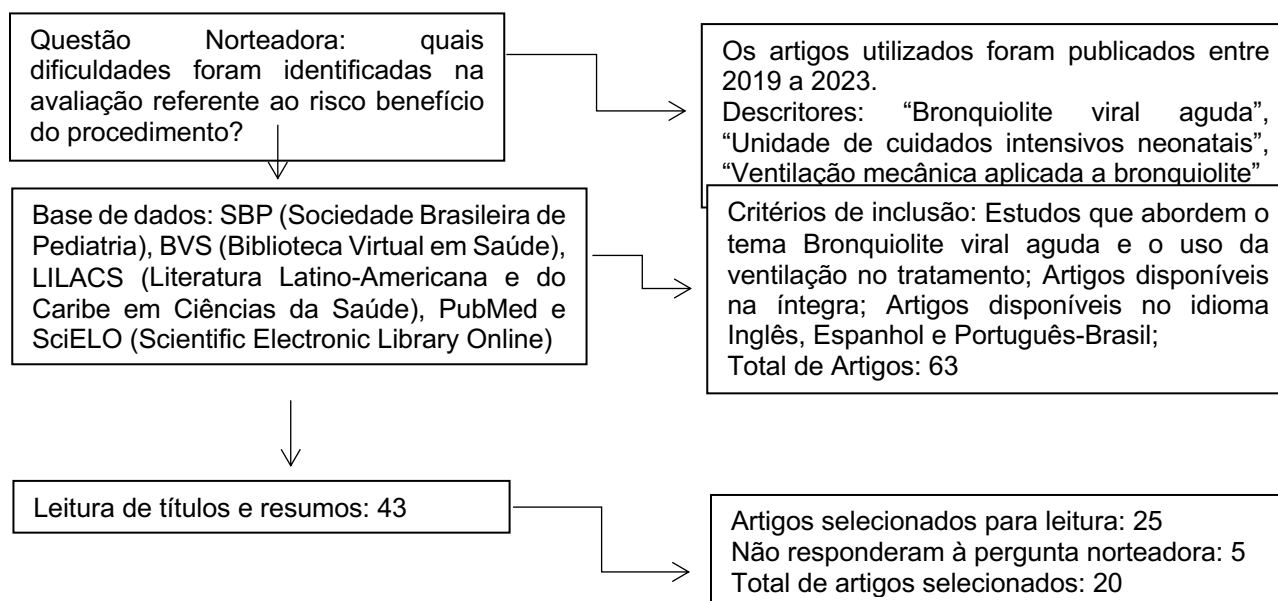 Questão Norteadora: quais
dificuldades foram identificadas na
avaliação referente ao risco benefício
do procedimento?
Os artigos utilizados foram publicados entre
2019 a 2023.
Descritores: “Bronquiolite viral aguda”,
“Unidade de cuidados intensivos neonatais”,
“Ventilação mecânica aplicada a bronquiolite”
Base de dados: SBP (Sociedade Brasileira de
Pediatria), BVS (Biblioteca Virtual em Saúde),
LILACS (Literatura Latino-Americana e do
Caribe em Ciências da Saúde), PubMed e
SciELO (Scientific Electronic Library Online)
Critérios de inclusão: Estudos que abordem o
tema Bronquiolite viral aguda e o uso da
ventilação no tratamento; Artigos disponíveis
na íntegra; Artigos disponíveis no idioma
Inglês, Espanhol e Português-Brasil;
Total de Artigos: 63
Leitura de títulos e resumos: 43
Artigos selecionados para leitura: 25
Não responderam à pergunta norteadora: 5
Total de artigos selecionados: 20